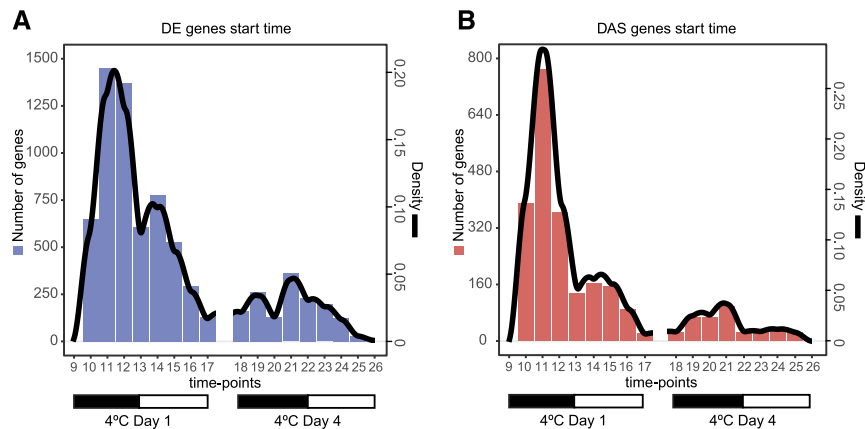 A
DE genes start time
1500
1250
1000
750
500
250
0
Number of genes
0.20
0.15
0.10
0.05
0
Density
9 10 11 12 13 14 15 16 17 18 19 20 21 22 23 24 25 26
time-points
4ºC Day 1
4ºC Day 4
B
DAS genes start time
800
640
480
320
160
0
Number of genes
0.25
0.20
0.15
0.10
0.05
0
Density
9 10 11 12 13 14 15 16 17 18 19 20 21 22 23 24 25 26
time-points
4ºC Day 1
4ºC Day 4